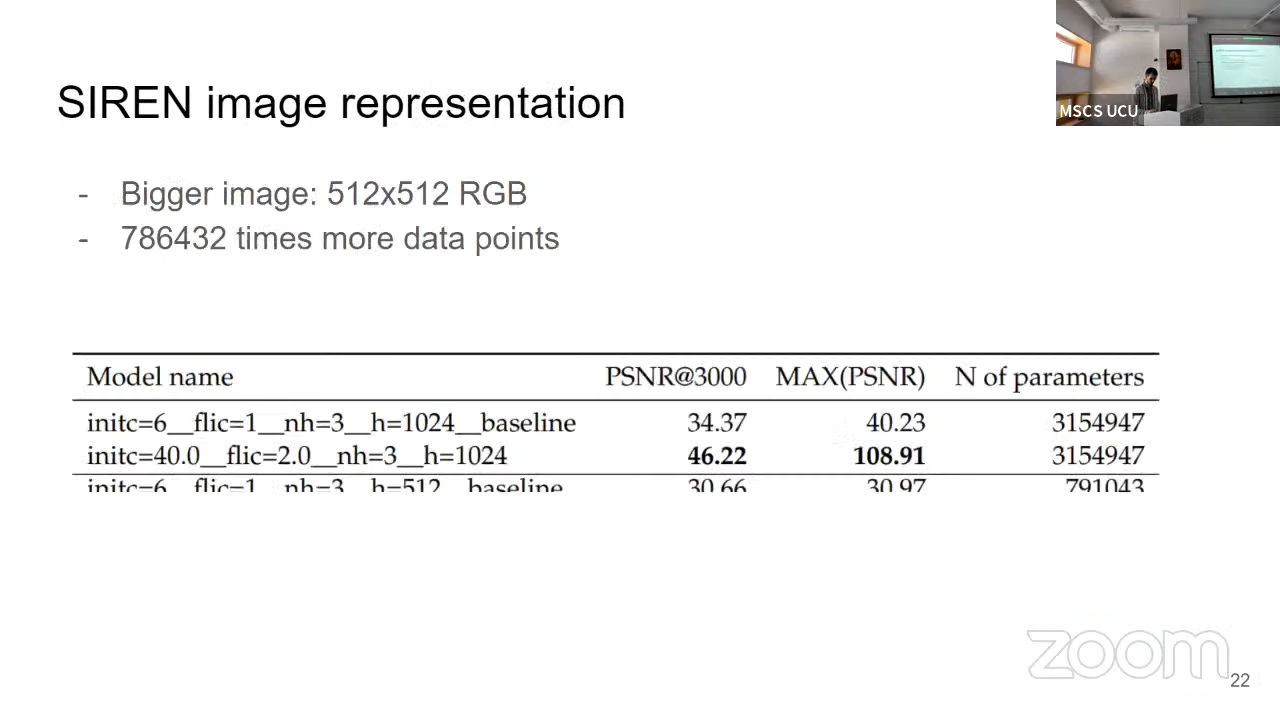 SIREN image representation
MSCS UCU
- Bigger image: 512x512 RGB
- 786432 times more data points
Model name PSNR@3000 MAX(PSNR) N of parameters
initc=6__flic=1__nh=3__h=1024__baseline 34.37 40.23 3154947
initc=40.0__flic=2.0__nh=3__h=1024 46.22 108.91 3154947
initc=6__flic=1__nh=3__h=512__baseline 30.66 30.97 791043
zoom
22